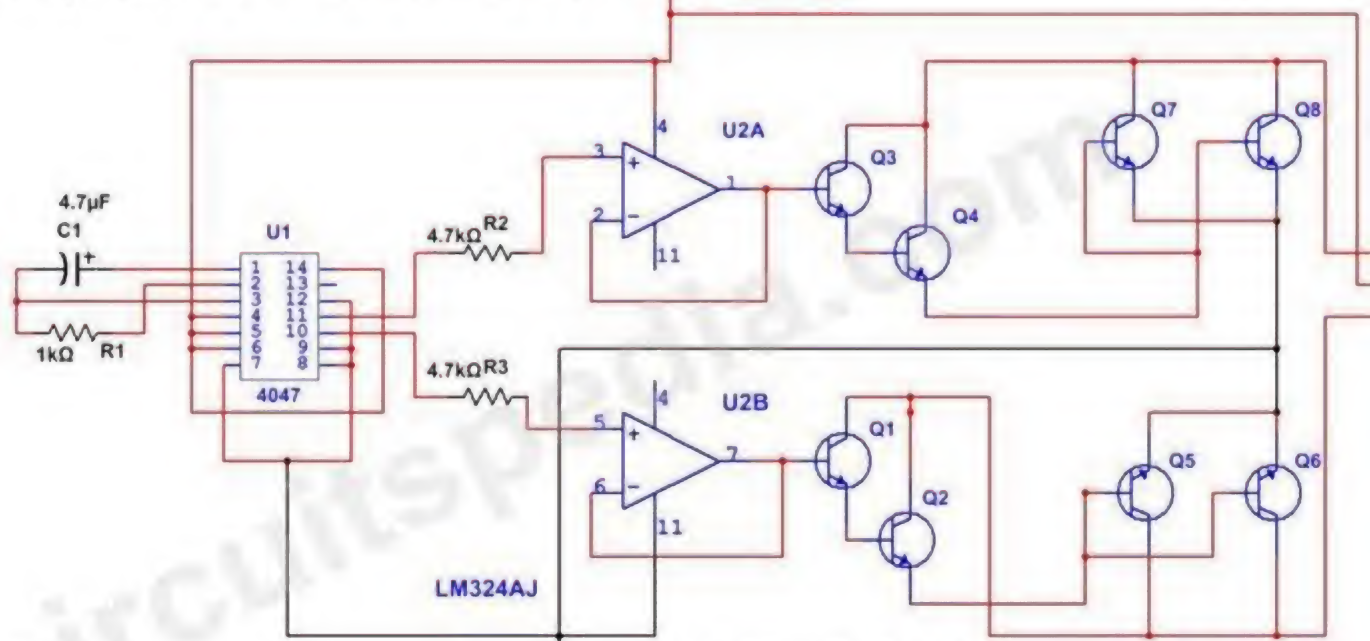 4
U2A
Q7
Q8
3
+
1
Q3
4.7µF
C1
+
2
−
Q4
U1
4.7kΩ
R2
11
1
14
2
13
3
12
4
11
5
10
6
9
7
8
1kΩ
R1
4047
4.7kΩ
R3
4
U2B
5
+
7
Q1
Q5
Q6
6
−
Q2
11
LM324AJ
circuitspedia.com